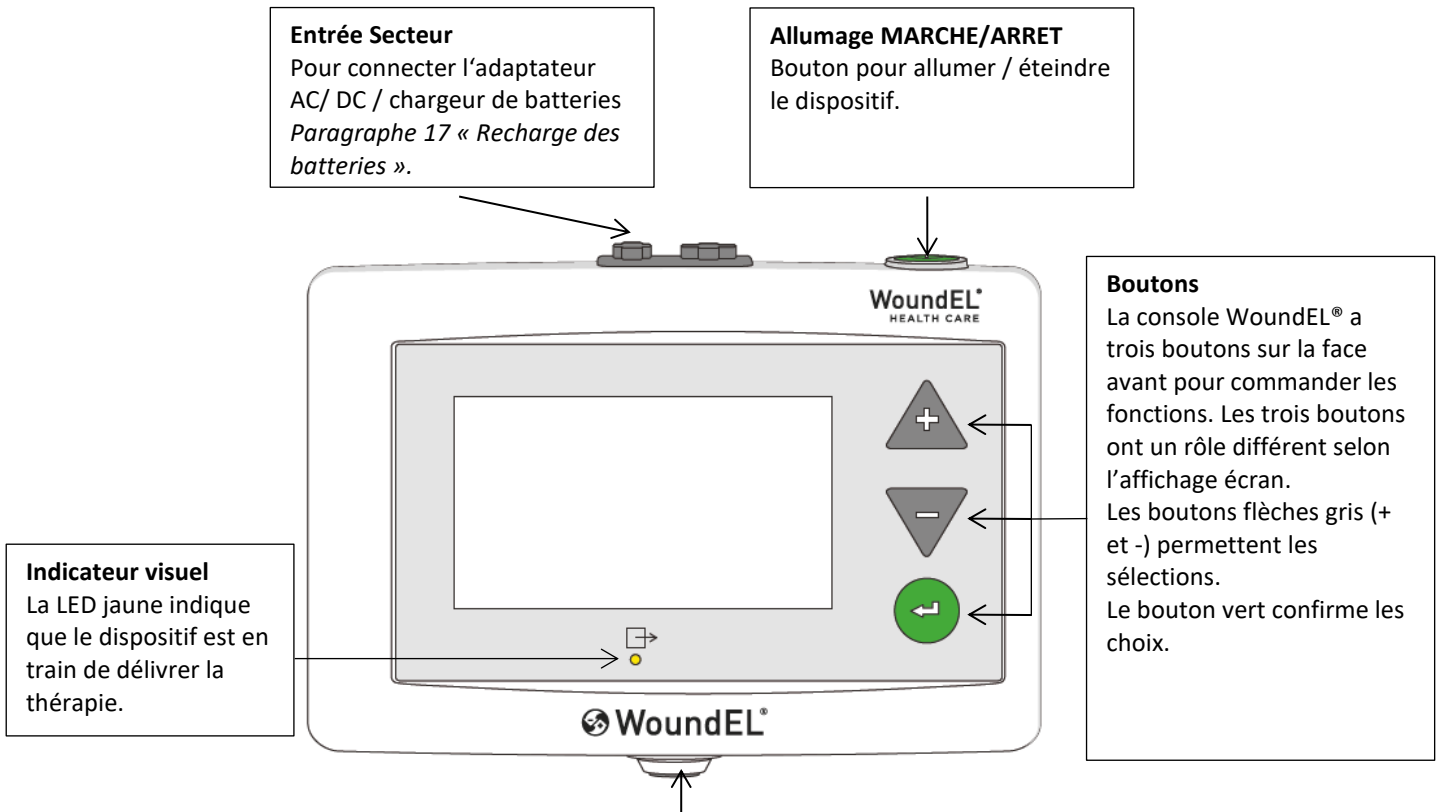 Entrée Secteur
Pour connecter l‘adaptateur
AC/ DC / chargeur de batteries
Paragraphe 17 « Recharge des
batteries ».
Allumage MARCHE/ARRET
Bouton pour allumer / éteindre
le dispositif.
WoundEL®
HEALTH CARE
Boutons
La console WoundEL® a
trois boutons sur la face
avant pour commander les
fonctions. Les trois boutons
ont un rôle différent selon
l’affichage écran.
Les boutons flèches gris (+
et -) permettent les
sélections.
Le bouton vert confirme les
choix.
+
-
Indicateur visuel
La LED jaune indique
que le dispositif est en
train de délivrer la
thérapie.
WoundEL®